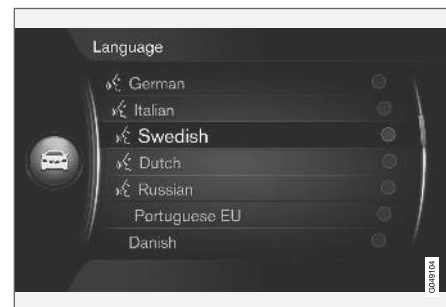 Language
German
Italian
Swedish
Dutch
Russian
Portuguese EU
Danish
G049104